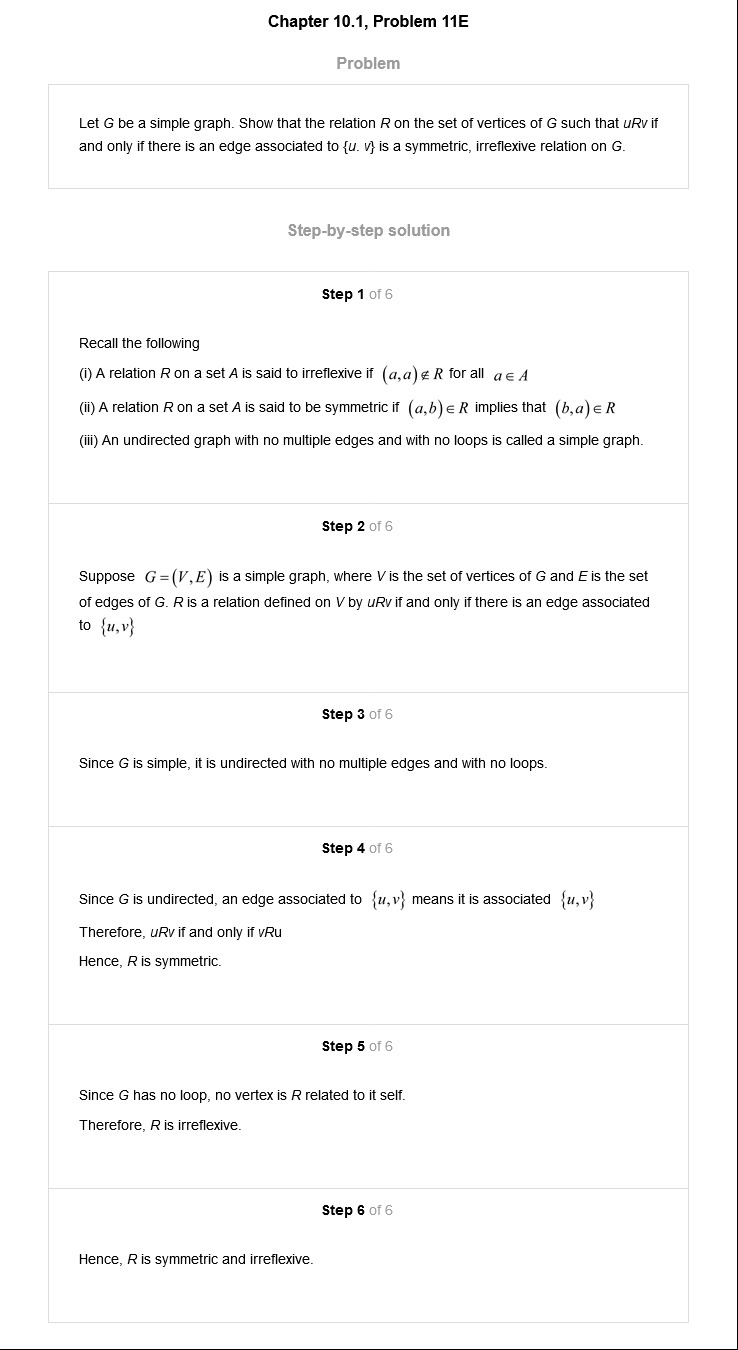 Chapter 10.1, Problem 11E
Problem
Let G be a simple graph. Show that the relation R on the set of vertices of G such that uRv if
and only if there is an edge associated to {u. v} is a symmetric, irreflexive relation on G.
Step-by-step solution
Step 1 of 6
Recall the following
(i) A relation R on a set A is said to irreflexive if (a,a) ∉ R for all a ∈ A
(ii) A relation R on a set A is said to be symmetric if (a,b) ∈ R implies that (b,a) ∈ R
(iii) An undirected graph with no multiple edges and with no loops is called a simple graph.
Step 2 of 6
Suppose G = (V, E) is a simple graph, where V is the set of vertices of G and E is the set
of edges of G. R is a relation defined on V by uRv if and only if there is an edge associated
to {u,v}
Step 3 of 6
Since G is simple, it is undirected with no multiple edges and with no loops.
Step 4 of 6
Since G is undirected, an edge associated to {u,v} means it is associated {u,v}
Therefore, uRv if and only if vRu
Hence, R is symmetric.
Step 5 of 6
Since G has no loop, no vertex is R related to it self.
Therefore, R is irreflexive.
Step 6 of 6
Hence, R is symmetric and irreflexive.